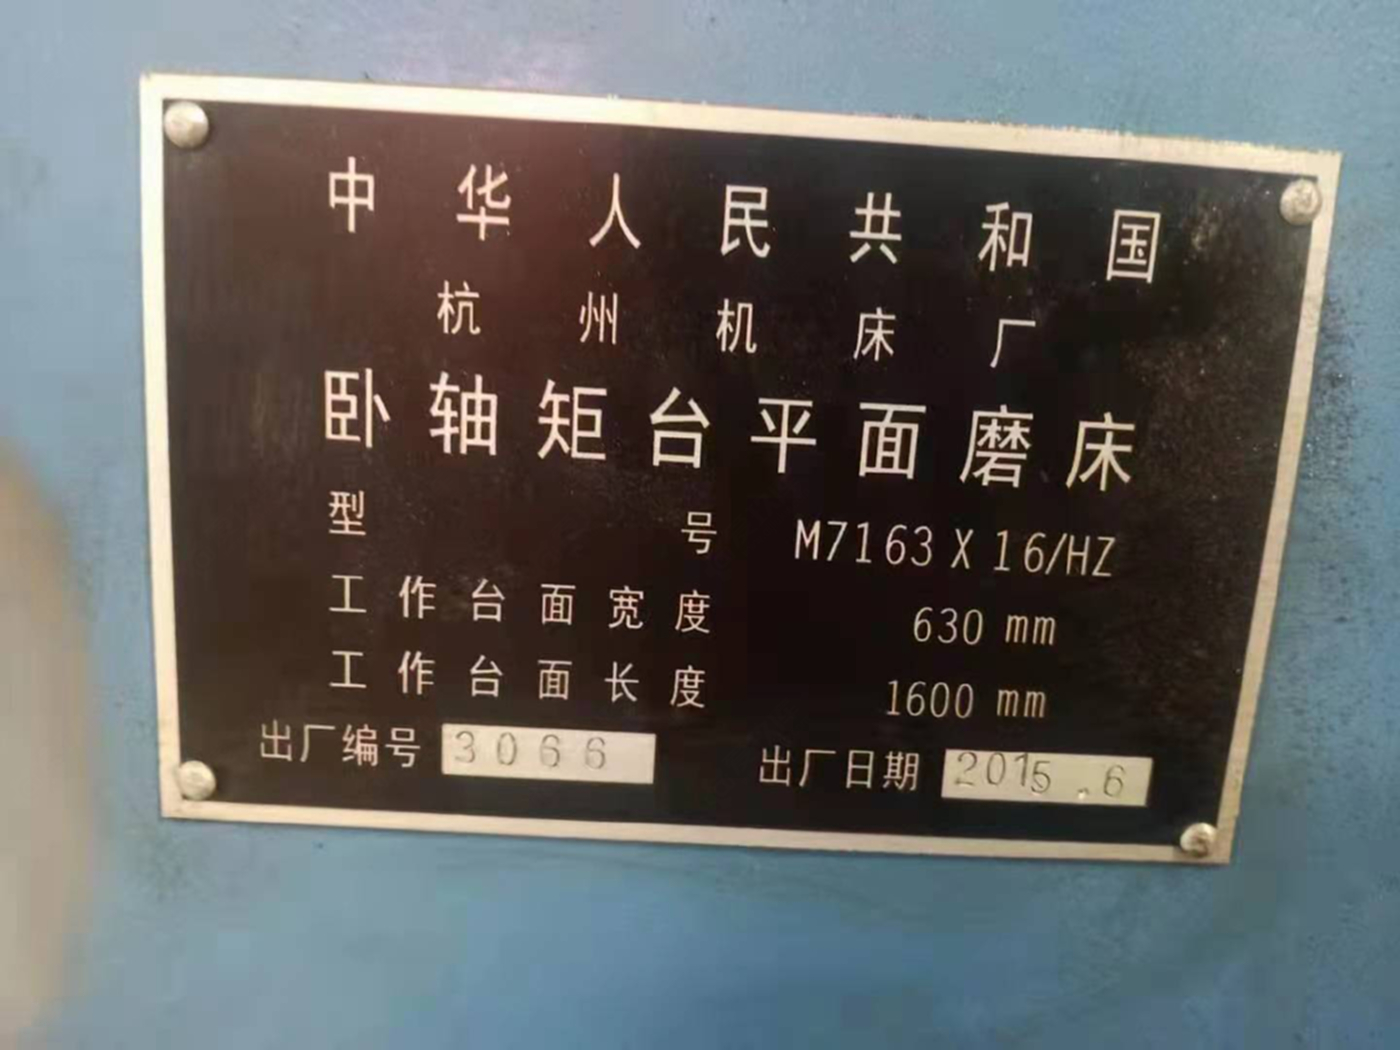 中华人民共和国
杭州机床厂
卧轴矩台平面磨床
型号 M7163X16/HZ
工作台面宽度 630 mm
工作台面长度 1600 mm
出厂编号 3066 出厂日期 2015.6